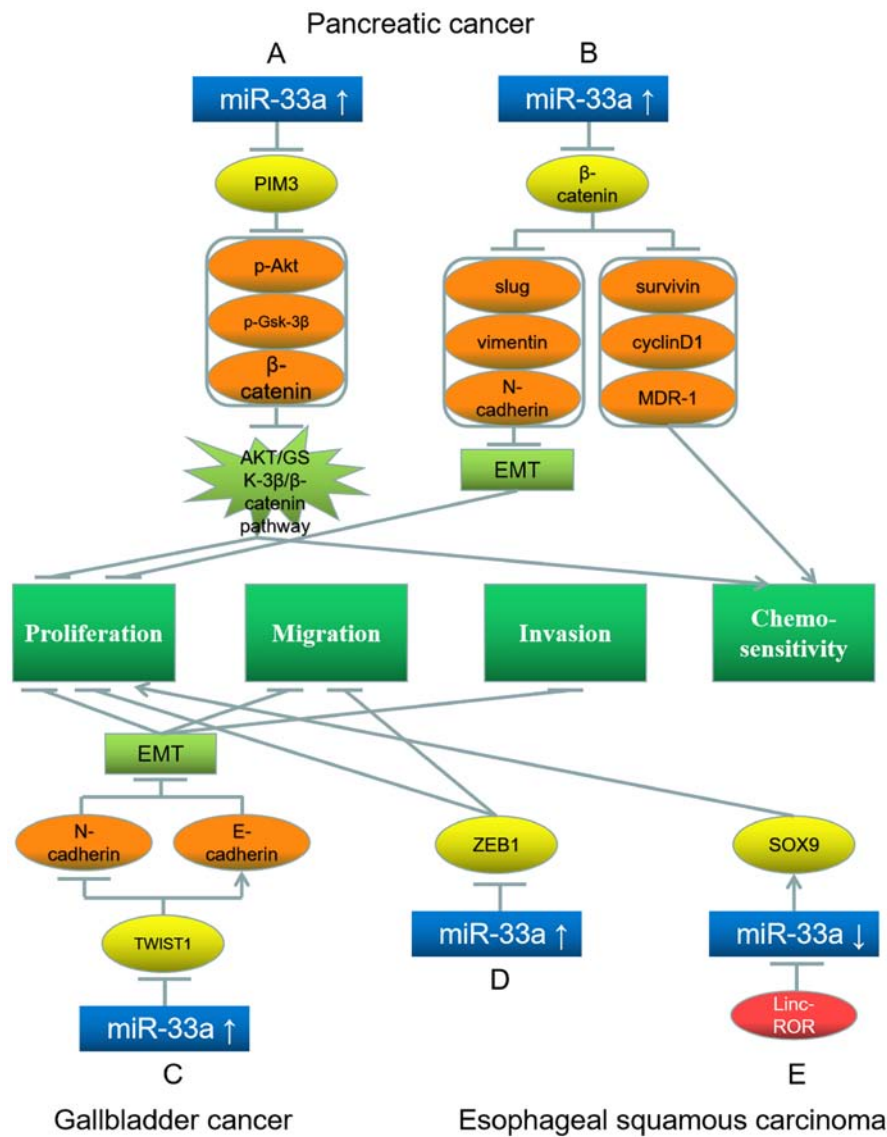 Pancreatic cancer
A
B
miR-33a ↑
miR-33a ↑
PIM3
β-
catenin
p-Akt
p-Gsk-3β
β-
catenin
slug
vimentin
N-
cadherin
survivin
cyclinD1
MDR-1
AKT/GS
K-3β/β-
catenin
pathway
EMT
Proliferation
Migration
Invasion
Chemo-
sensitivity
EMT
N-
cadherin
E-
cadherin
ZEB1
SOX9
TWIST1
miR-33a ↑
miR-33a ↓
D
Linc-
ROR
miR-33a ↑
C
E
Gallbladder cancer
Esophageal squamous carcinoma